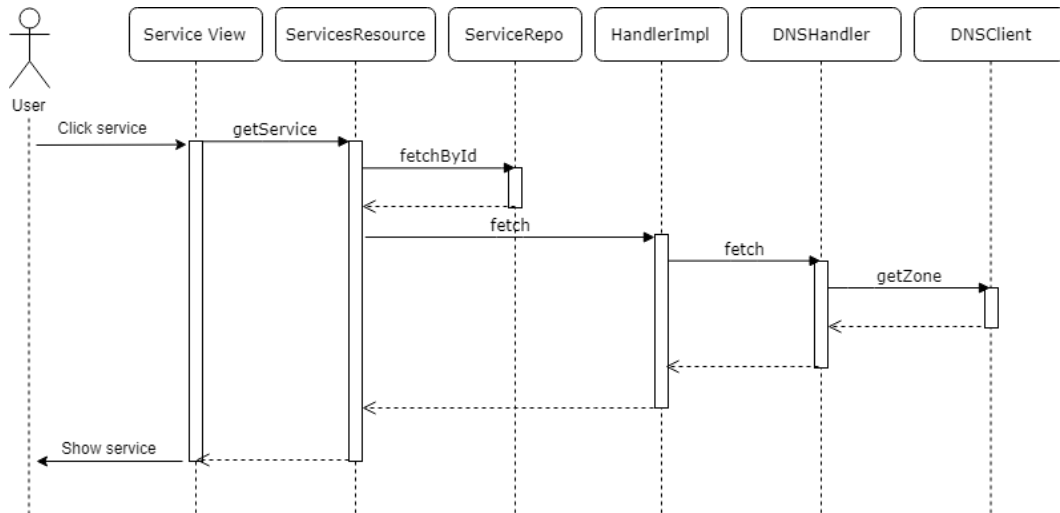 Service View
ServicesResource
ServiceRepo
HandlerImpl
DNSHandler
DNSClient
User
Click service
getService
fetchById
fetch
fetch
getZone
Show service